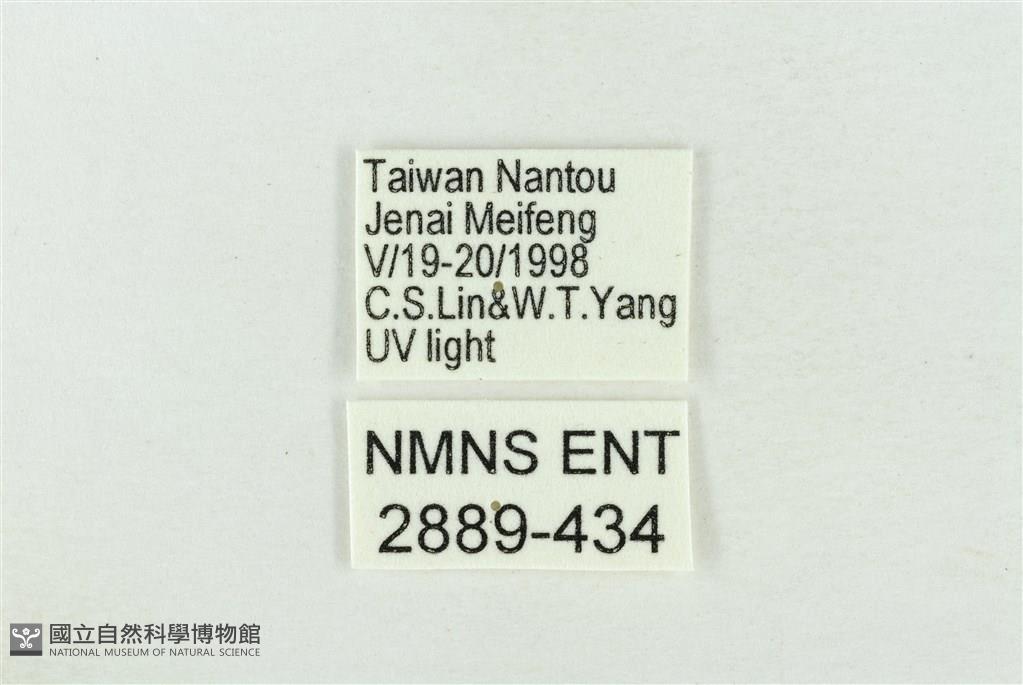 Taiwan Nantou
Jenai Meifeng
V/19-20/1998
C.S.Lin&W.T.Yang
UV light
NMNS ENT
2889-434
國立自然科學博物館
NATIONAL MUSEUM OF NATURAL SCIENCE